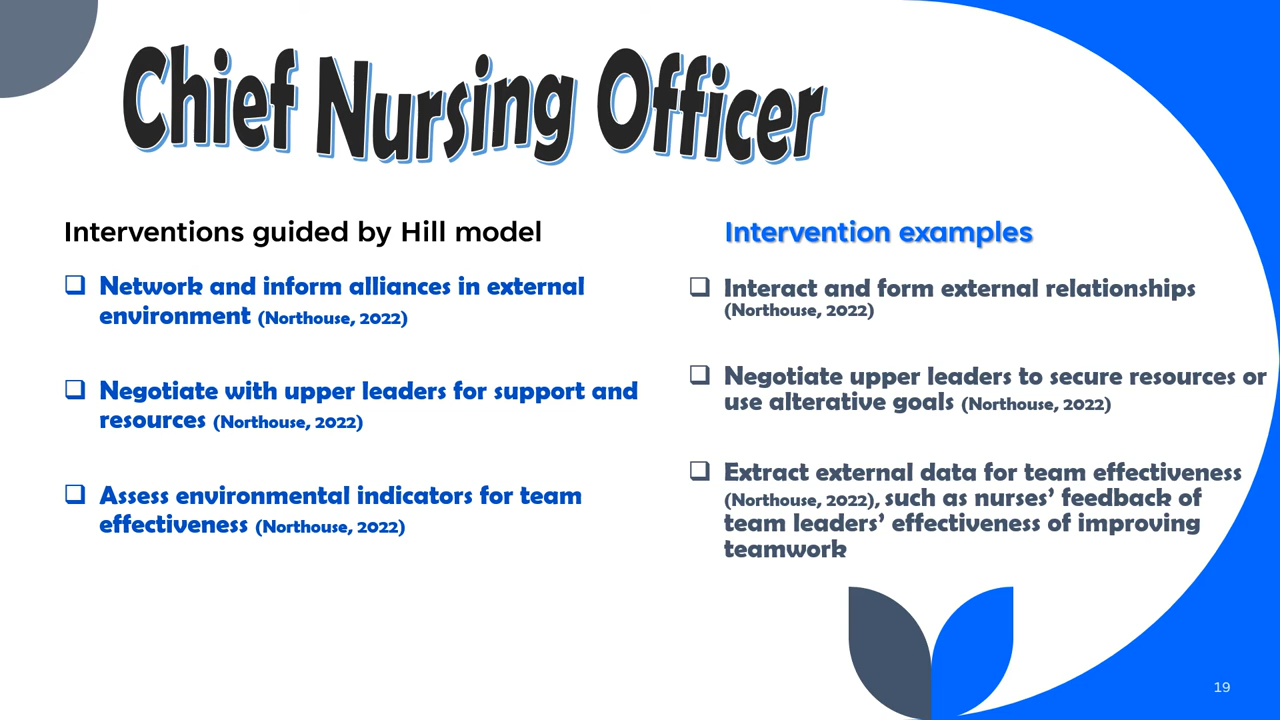 Chief Nursing Officer
Interventions guided by Hill model
❑ Network and inform alliances in external
environment (Northouse, 2022)
❑ Negotiate with upper leaders for support and
resources (Northouse, 2022)
❑ Assess environmental indicators for team
effectiveness (Northouse, 2022)
Intervention examples
❑ Interact and form external relationships
(Northouse, 2022)
❑ Negotiate upper leaders to secure resources or
use alterative goals (Northouse, 2022)
❑ Extract external data for team effectiveness
(Northouse, 2022), such as nurses’ feedback of
team leaders’ effectiveness of improving
teamwork
19